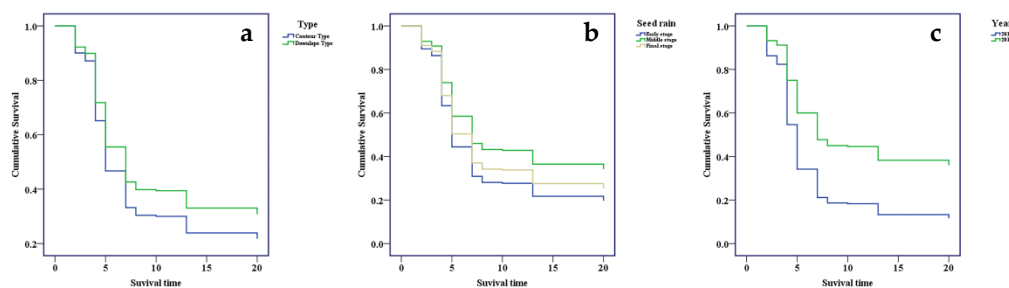 a
Type
Contour Type
Downslope Type
Cumulative Survival
1.0
0.8
0.6
0.4
0.2
0
5
10
15
20
Suvival time
b
Seed rain
Early stage
Middle stage
Final stage
Cumulative Survival
1.0
0.8
0.6
0.4
0.2
0.0
0
5
10
15
20
Suvival time
c
Year
Cumulative Survival
1.0
0.8
0.6
0.4
0.2
0.0
0
5
10
15
20
Suvival time